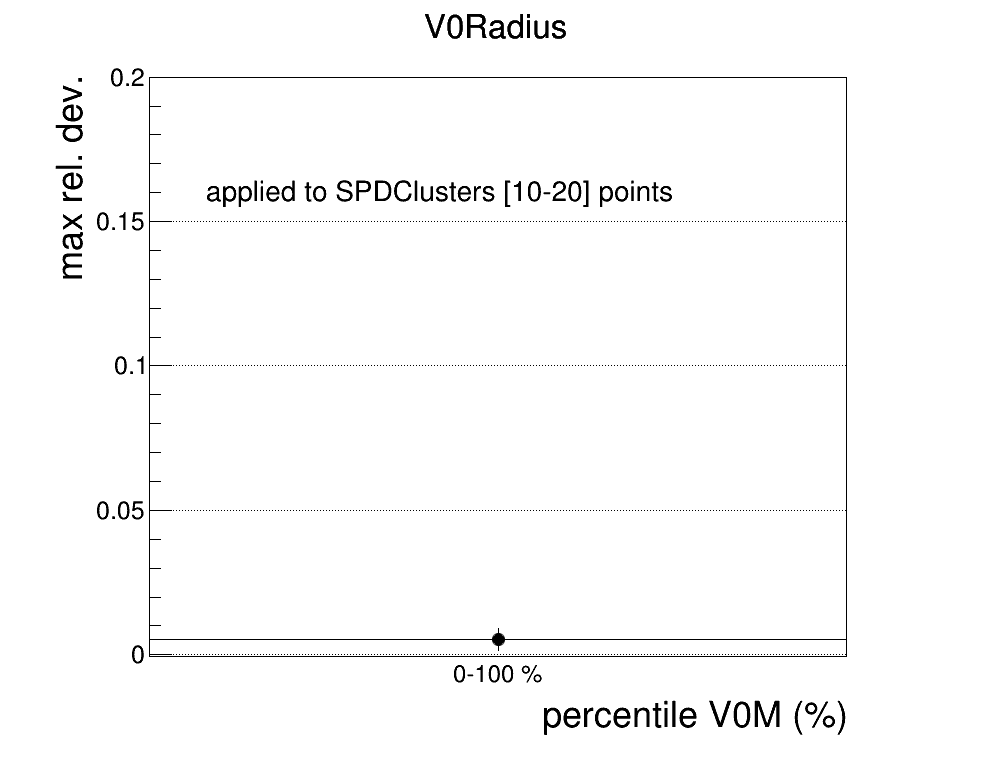 V0Radius
max rel. dev.
0.2
applied to SPDClusters [10-20] points
0.15
0.1
0.05
0
0-100 %
percentile V0M (%)